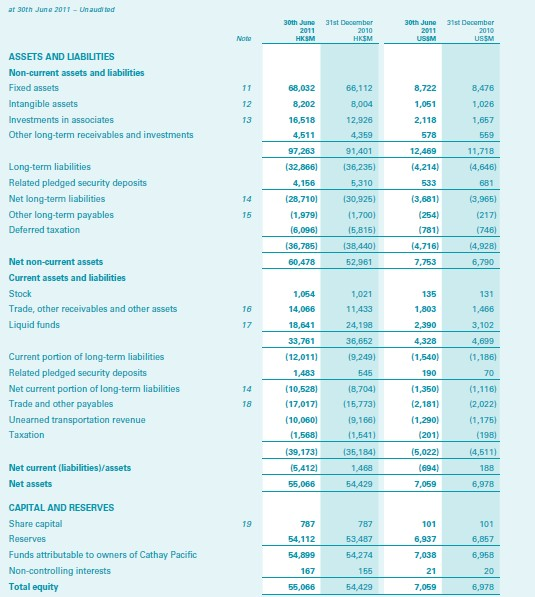 at 30th June 2011 – Unaudited
30th June 31st December 30th June 31st December
2011 2010 2011 2010
Note HK$M HK$M US$M US$M
ASSETS AND LIABILITIES
Non-current assets and liabilities
Fixed assets 11 68,032 66,112 8,722 8,476
Intangible assets 12 8,202 8,004 1,051 1,026
Investments in associates 13 16,518 12,926 2,118 1,657
Other long-term receivables and investments 4,511 4,359 578 559
97,263 91,401 12,469 11,718
Long-term liabilities (32,866) (36,235) (4,214) (4,646)
Related pledged security deposits 4,156 5,310 533 681
Net long-term liabilities 14 (28,710) (30,925) (3,681) (3,965)
Other long-term payables 15 (1,979) (1,700) (254) (217)
Deferred taxation (6,096) (5,815) (781) (746)
(36,785) (38,440) (4,716) (4,928)
Net non-current assets 60,478 52,961 7,753 6,790
Current assets and liabilities
Stock 1,054 1,021 135 131
Trade, other receivables and other assets 16 14,066 11,433 1,803 1,466
Liquid funds 17 18,641 24,198 2,390 3,102
33,761 36,652 4,328 4,699
Current portion of long-term liabilities (12,011) (9,249) (1,540) (1,186)
Related pledged security deposits 1,483 545 190 70
Net current portion of long-term liabilities 14 (10,528) (8,704) (1,350) (1,116)
Trade and other payables 18 (17,017) (15,773) (2,181) (2,022)
Unearned transportation revenue (10,060) (9,166) (1,290) (1,175)
Taxation (1,568) (1,541) (201) (198)
(39,173) (35,184) (5,022) (4,511)
Net current (liabilities)/assets (5,412) 1,468 (694) 188
Net assets 55,066 54,429 7,059 6,978
CAPITAL AND RESERVES
Share capital 19 787 787 101 101
Reserves 54,112 53,487 6,937 6,857
Funds attributable to owners of Cathay Pacific 54,899 54,274 7,038 6,958
Non-controlling interests 167 155 21 20
Total equity 55,066 54,429 7,059 6,978